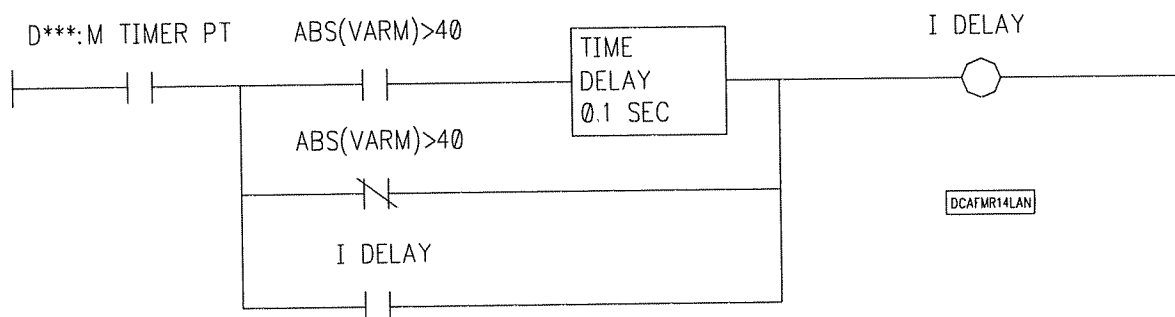 D***:M TIMER PT
ABS(VARM)>40
TIME
DELAY
0.1 SEC
I DELAY
ABS(VARM)>40
DCAFMR14LAN
I DELAY